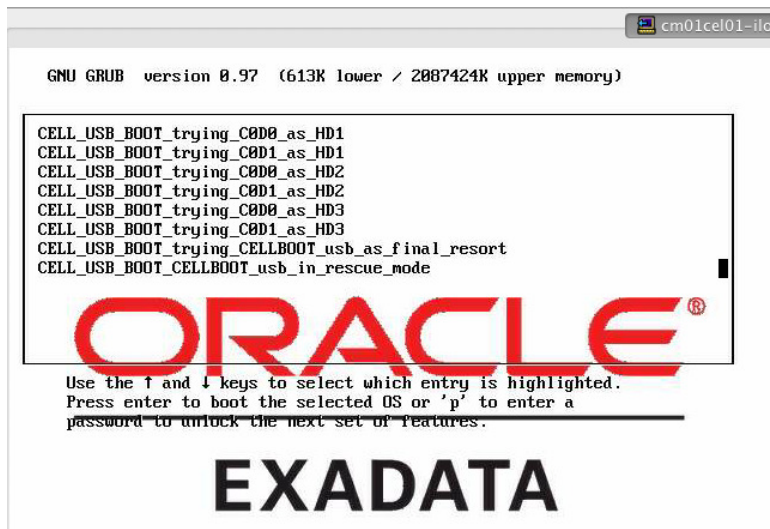 cm01cel01-ilo
GNU GRUB version 0.97 (613K lower / 2087424K upper memory)
CELL_USB_BOOT_trying_C0D0_as_HD1
CELL_USB_BOOT_trying_C0D1_as_HD1
CELL_USB_BOOT_trying_C0D0_as_HD2
CELL_USB_BOOT_trying_C0D1_as_HD2
CELL_USB_BOOT_trying_C0D0_as_HD3
CELL_USB_BOOT_trying_C0D1_as_HD3
CELL_USB_BOOT_trying_CELLBOOT_usb_as_final_resort
CELL_USB_BOOT_CELLBOOT_usb_in_rescue_mode
ORACLE®
Use the ↑ and ↓ keys to select which entry is highlighted.
Press enter to boot the selected OS or 'p' to enter a
password to unlock the next set of features.
EXADATA